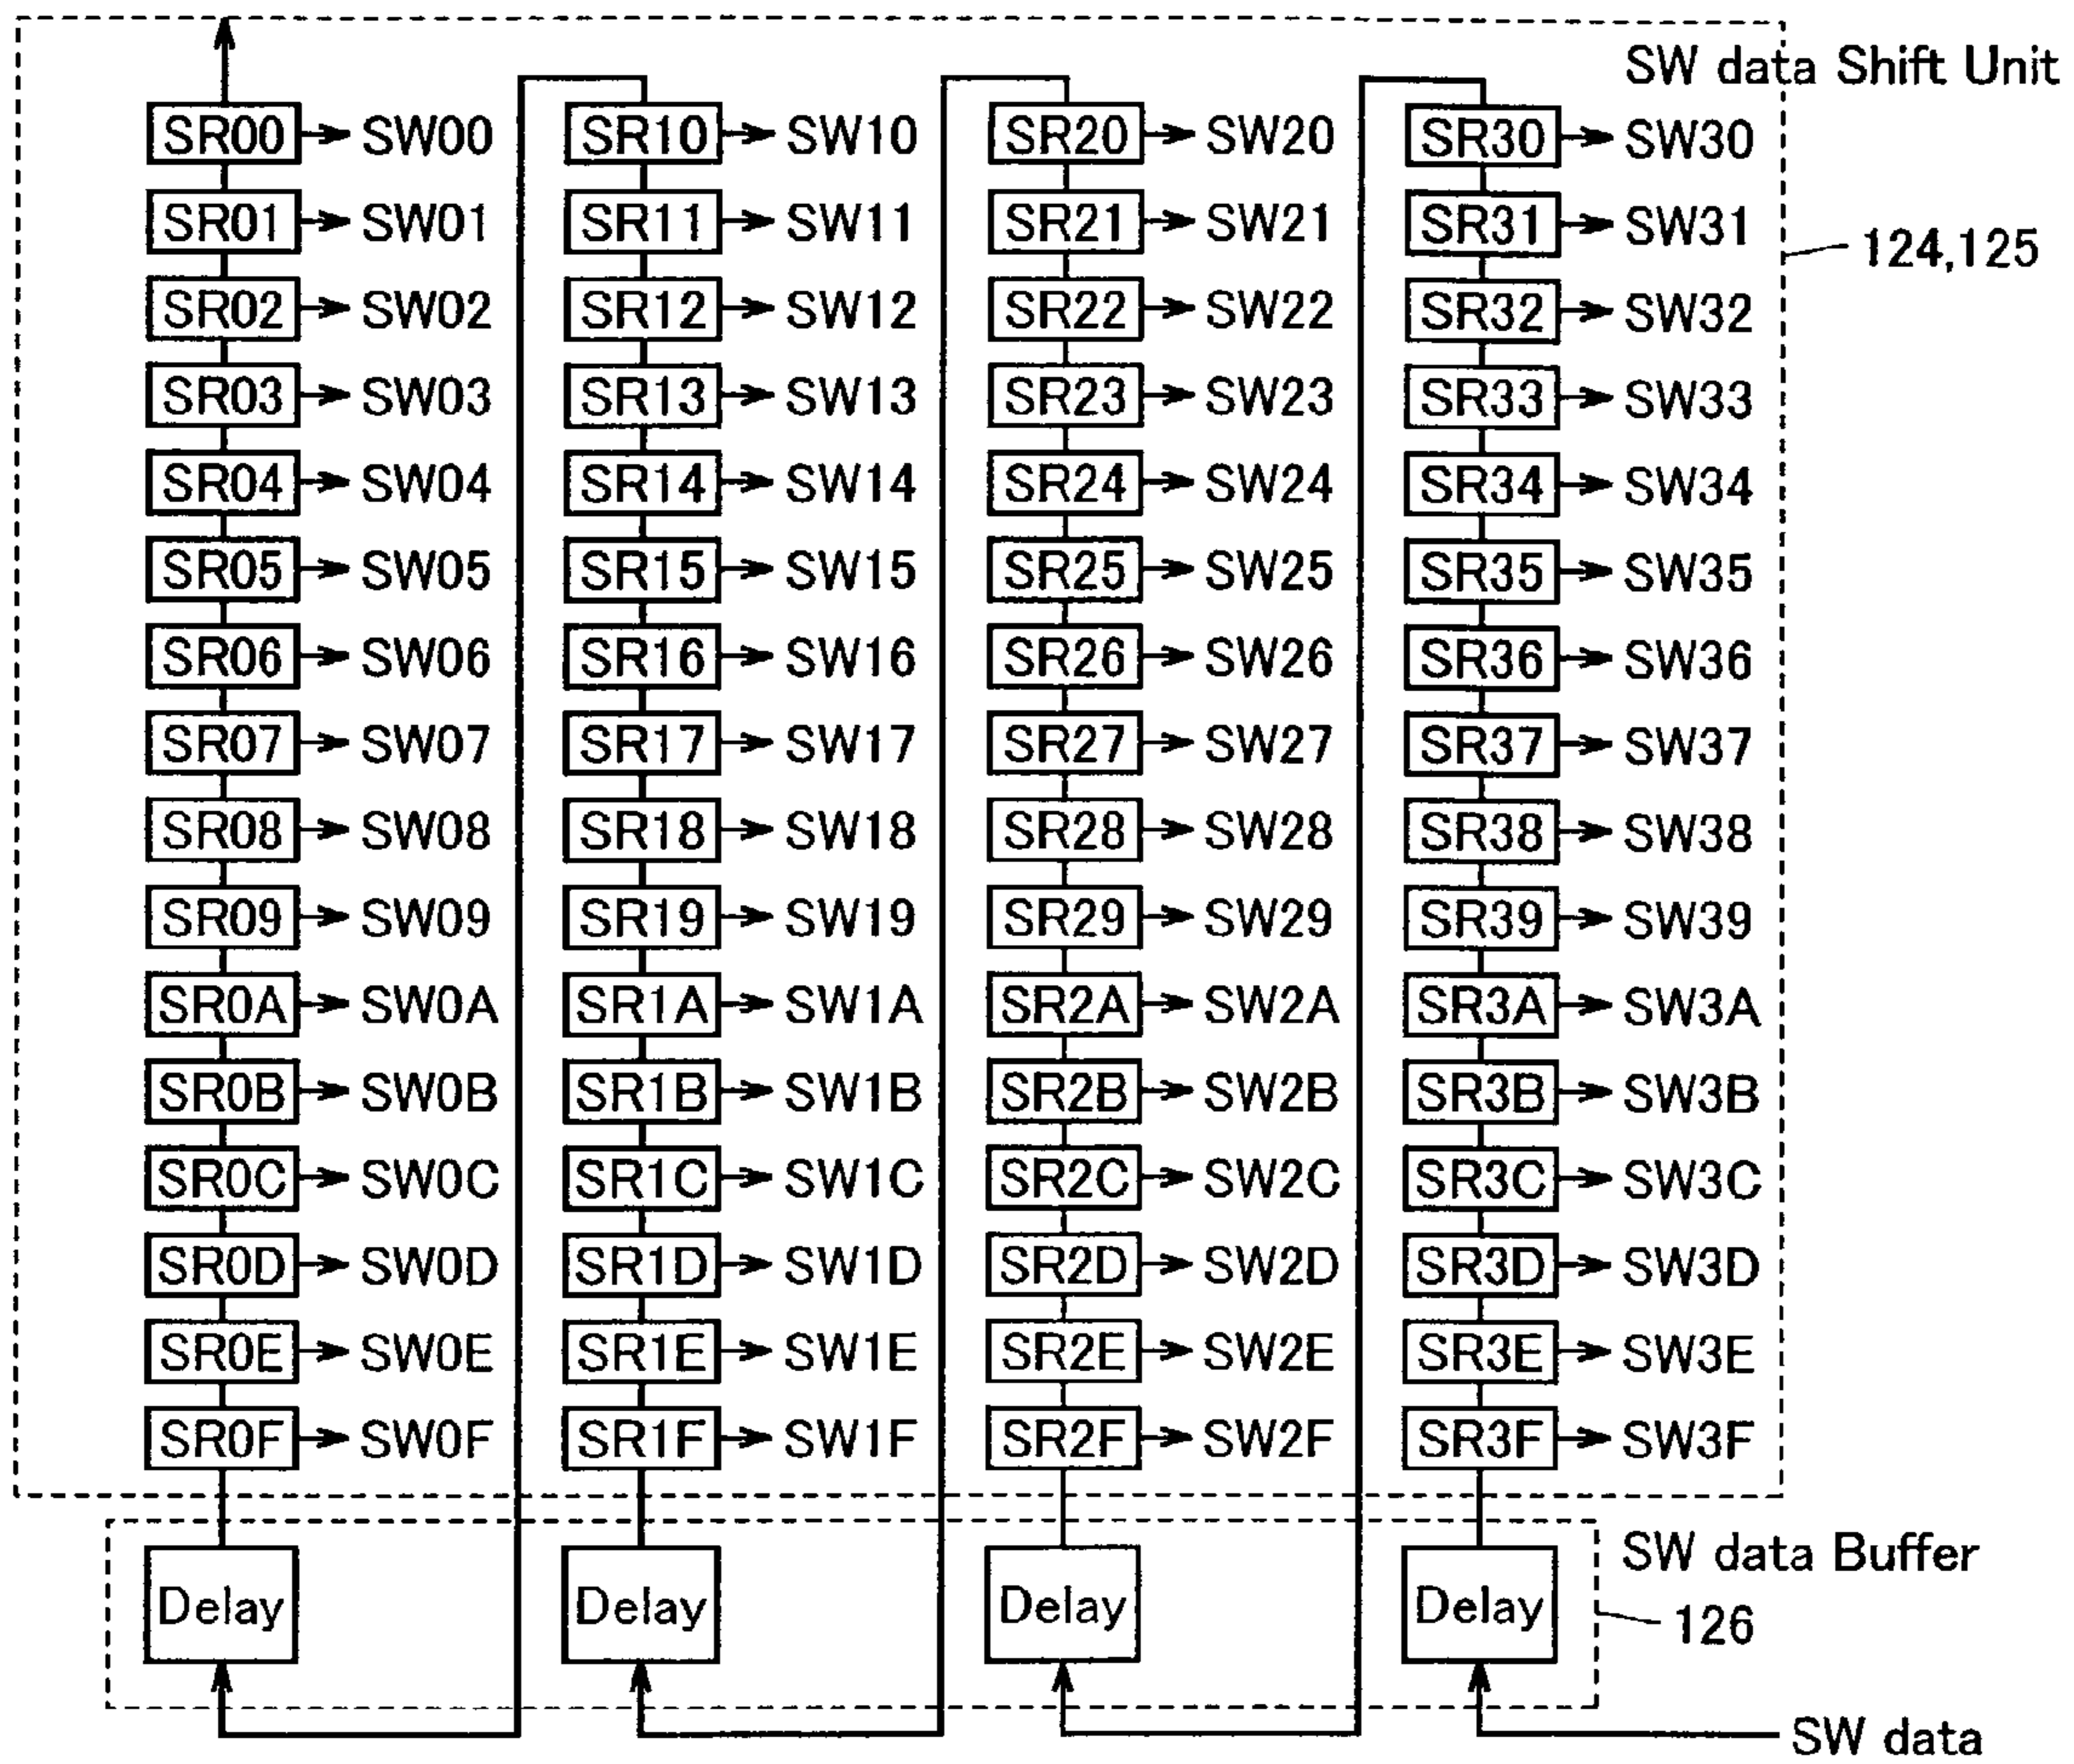 SW data Shift Unit
SR00 SW00 SR10 SW10 SR20 SW20 SR30 SW30
SR01 SW01 SR11 SW11 SR21 SW21 SR31 SW31
124,125
SR02 SW02 SR12 SW12 SR22 SW22 SR32 SW32
SR03 SW03 SR13 SW13 SR23 SW23 SR33 SW33
SR04 SW04 SR14 SW14 SR24 SW24 SR34 SW34
SR05 SW05 SR15 SW15 SR25 SW25 SR35 SW35
SR06 SW06 SR16 SW16 SR26 SW26 SR36 SW36
SR07 SW07 SR17 SW17 SR27 SW27 SR37 SW37
SR08 SW08 SR18 SW18 SR28 SW28 SR38 SW38
SR09 SW09 SR19 SW19 SR29 SW29 SR39 SW39
SR0A SW0A SR1A SW1A SR2A SW2A SR3A SW3A
SR0B SW0B SR1B SW1B SR2B SW2B SR3B SW3B
SR0C SW0C SR1C SW1C SR2C SW2C SR3C SW3C
SR0D SW0D SR1D SW1D SR2D SW2D SR3D SW3D
SR0E SW0E SR1E SW1E SR2E SW2E SR3E SW3E
SR0F SW0F SR1F SW1F SR2F SW2F SR3F SW3F
SW data Buffer
Delay Delay Delay Delay
126
SW data